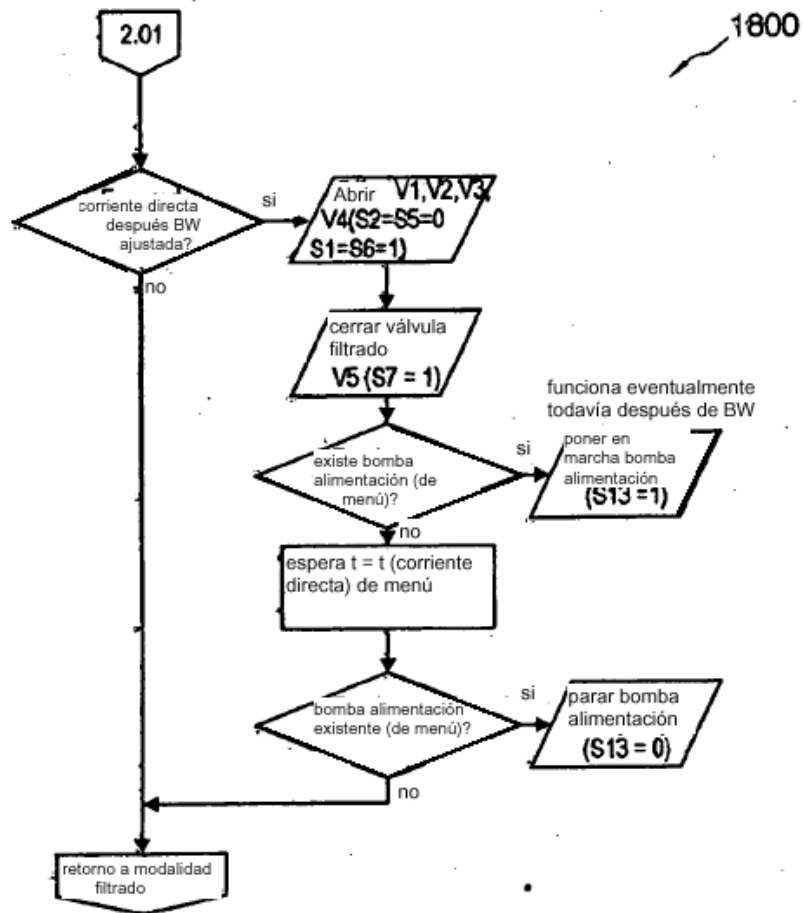 2.01
1800
corriente directa
después BW
ajustada?
si
no
Abrir V1,V2,V3,
V4(S2=S5=0
S1=S6=1)
cerrar válvula
filtrado
V5 (S7 = 1)
funciona eventualmente
todavía después de BW
existe bomba
alimentación (de
menú)?
si
no
poner en
marcha bomba
alimentación
(S13 =1)
espera t = t (corriente
directa) de menú
bomba alimentación
existente (de menú)?
si
no
parar bomba
alimentación
(S13 = 0)
retorno a modalidad
filtrado